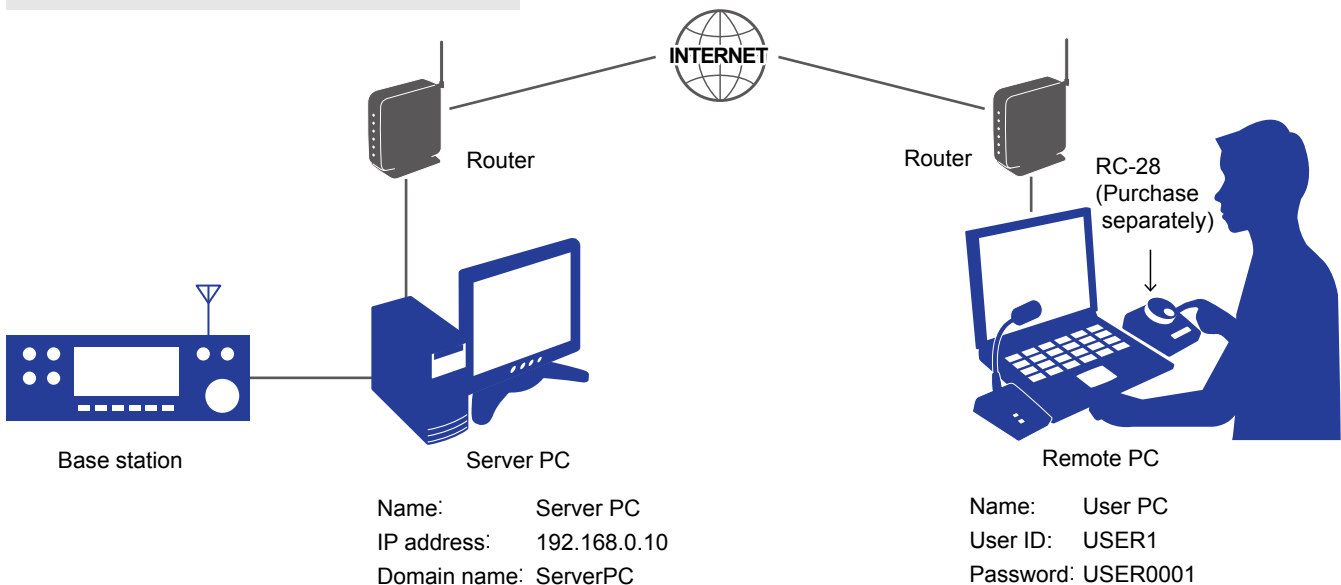 INTERNET
Router
Router
RC-28
(Purchase
separately)
Base station
Server PC
Remote PC
Name: Server PC
IP address: 192.168.0.10
Domain name: ServerPC
Name: User PC
User ID: USER1
Password: USER0001